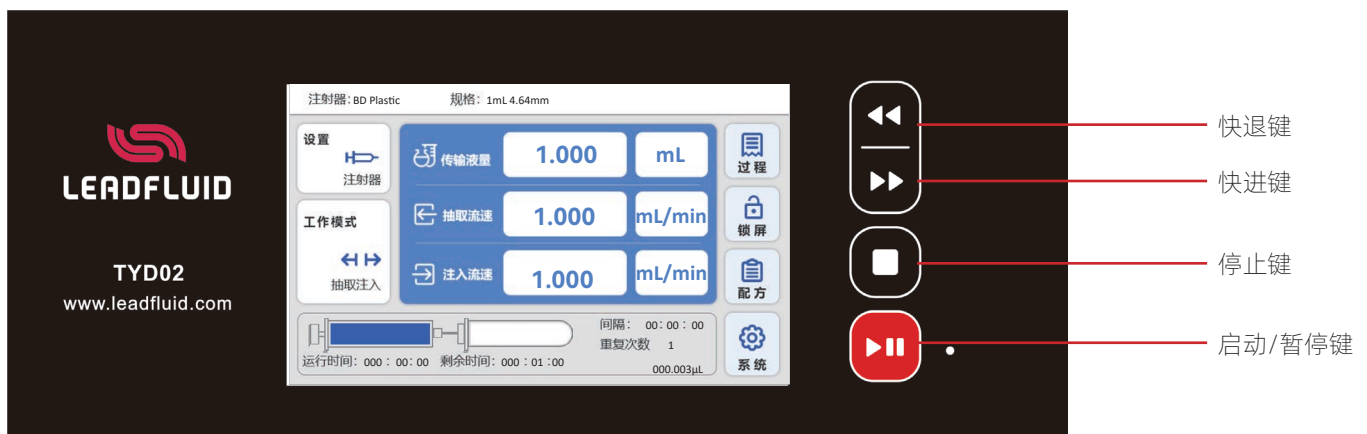 LEADFLUID
TYD02
www.leadfluid.com
注射器: BD Plastic 规格: 1mL 4.64mm
设置
注射器
工作模式
抽取注入
传输液量 1.000 mL
抽取流速 1.000 mL/min
注入流速 1.000 mL/min
过程
锁屏
配方
系统
间隔: 00:00:00
重复次数 1
运行时间: 000:00:00 剩余时间: 000:01:00
000.003μL
快退键
快进键
停止键
启动/暂停键